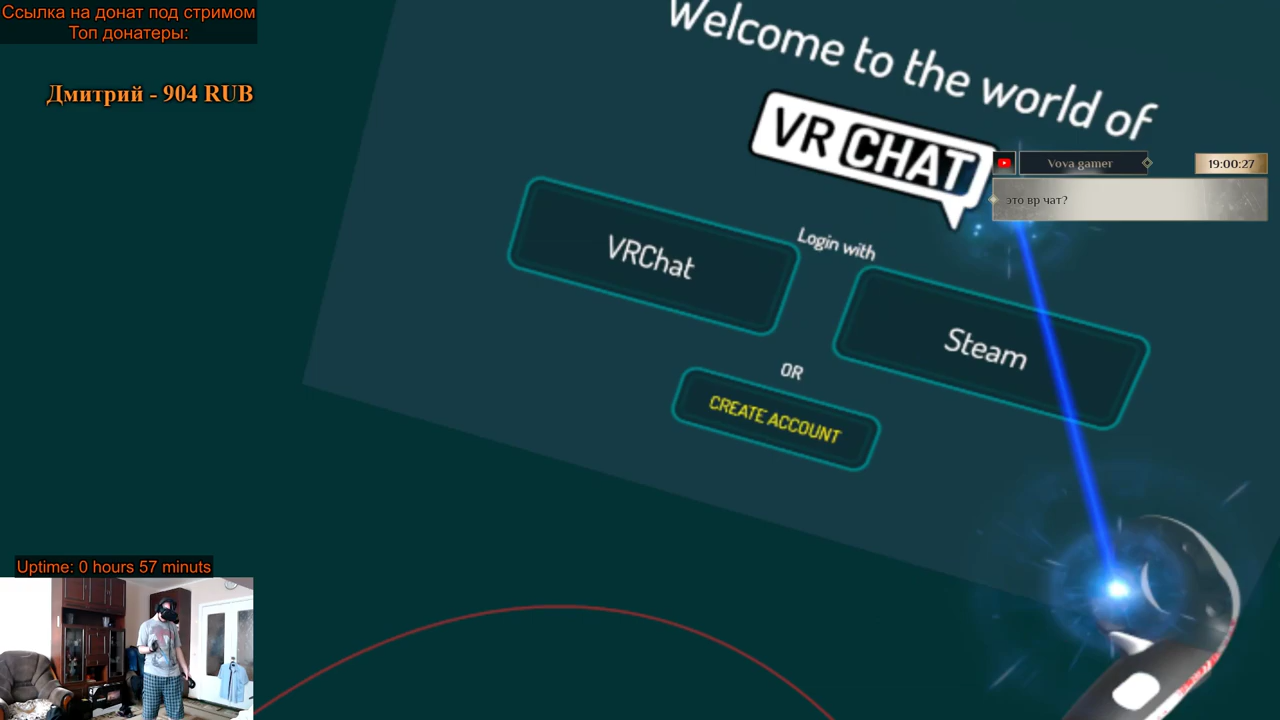 Ссылка на донат под стримом
Топ донатеры:
Дмитрий - 904 RUB
Welcome to the world of
VR CHAT
Vova gamer
19:00:27
это вр чат?
Login with
VRChat
Steam
OR
CREATE ACCOUNT
Uptime: 0 hours 57 minuts